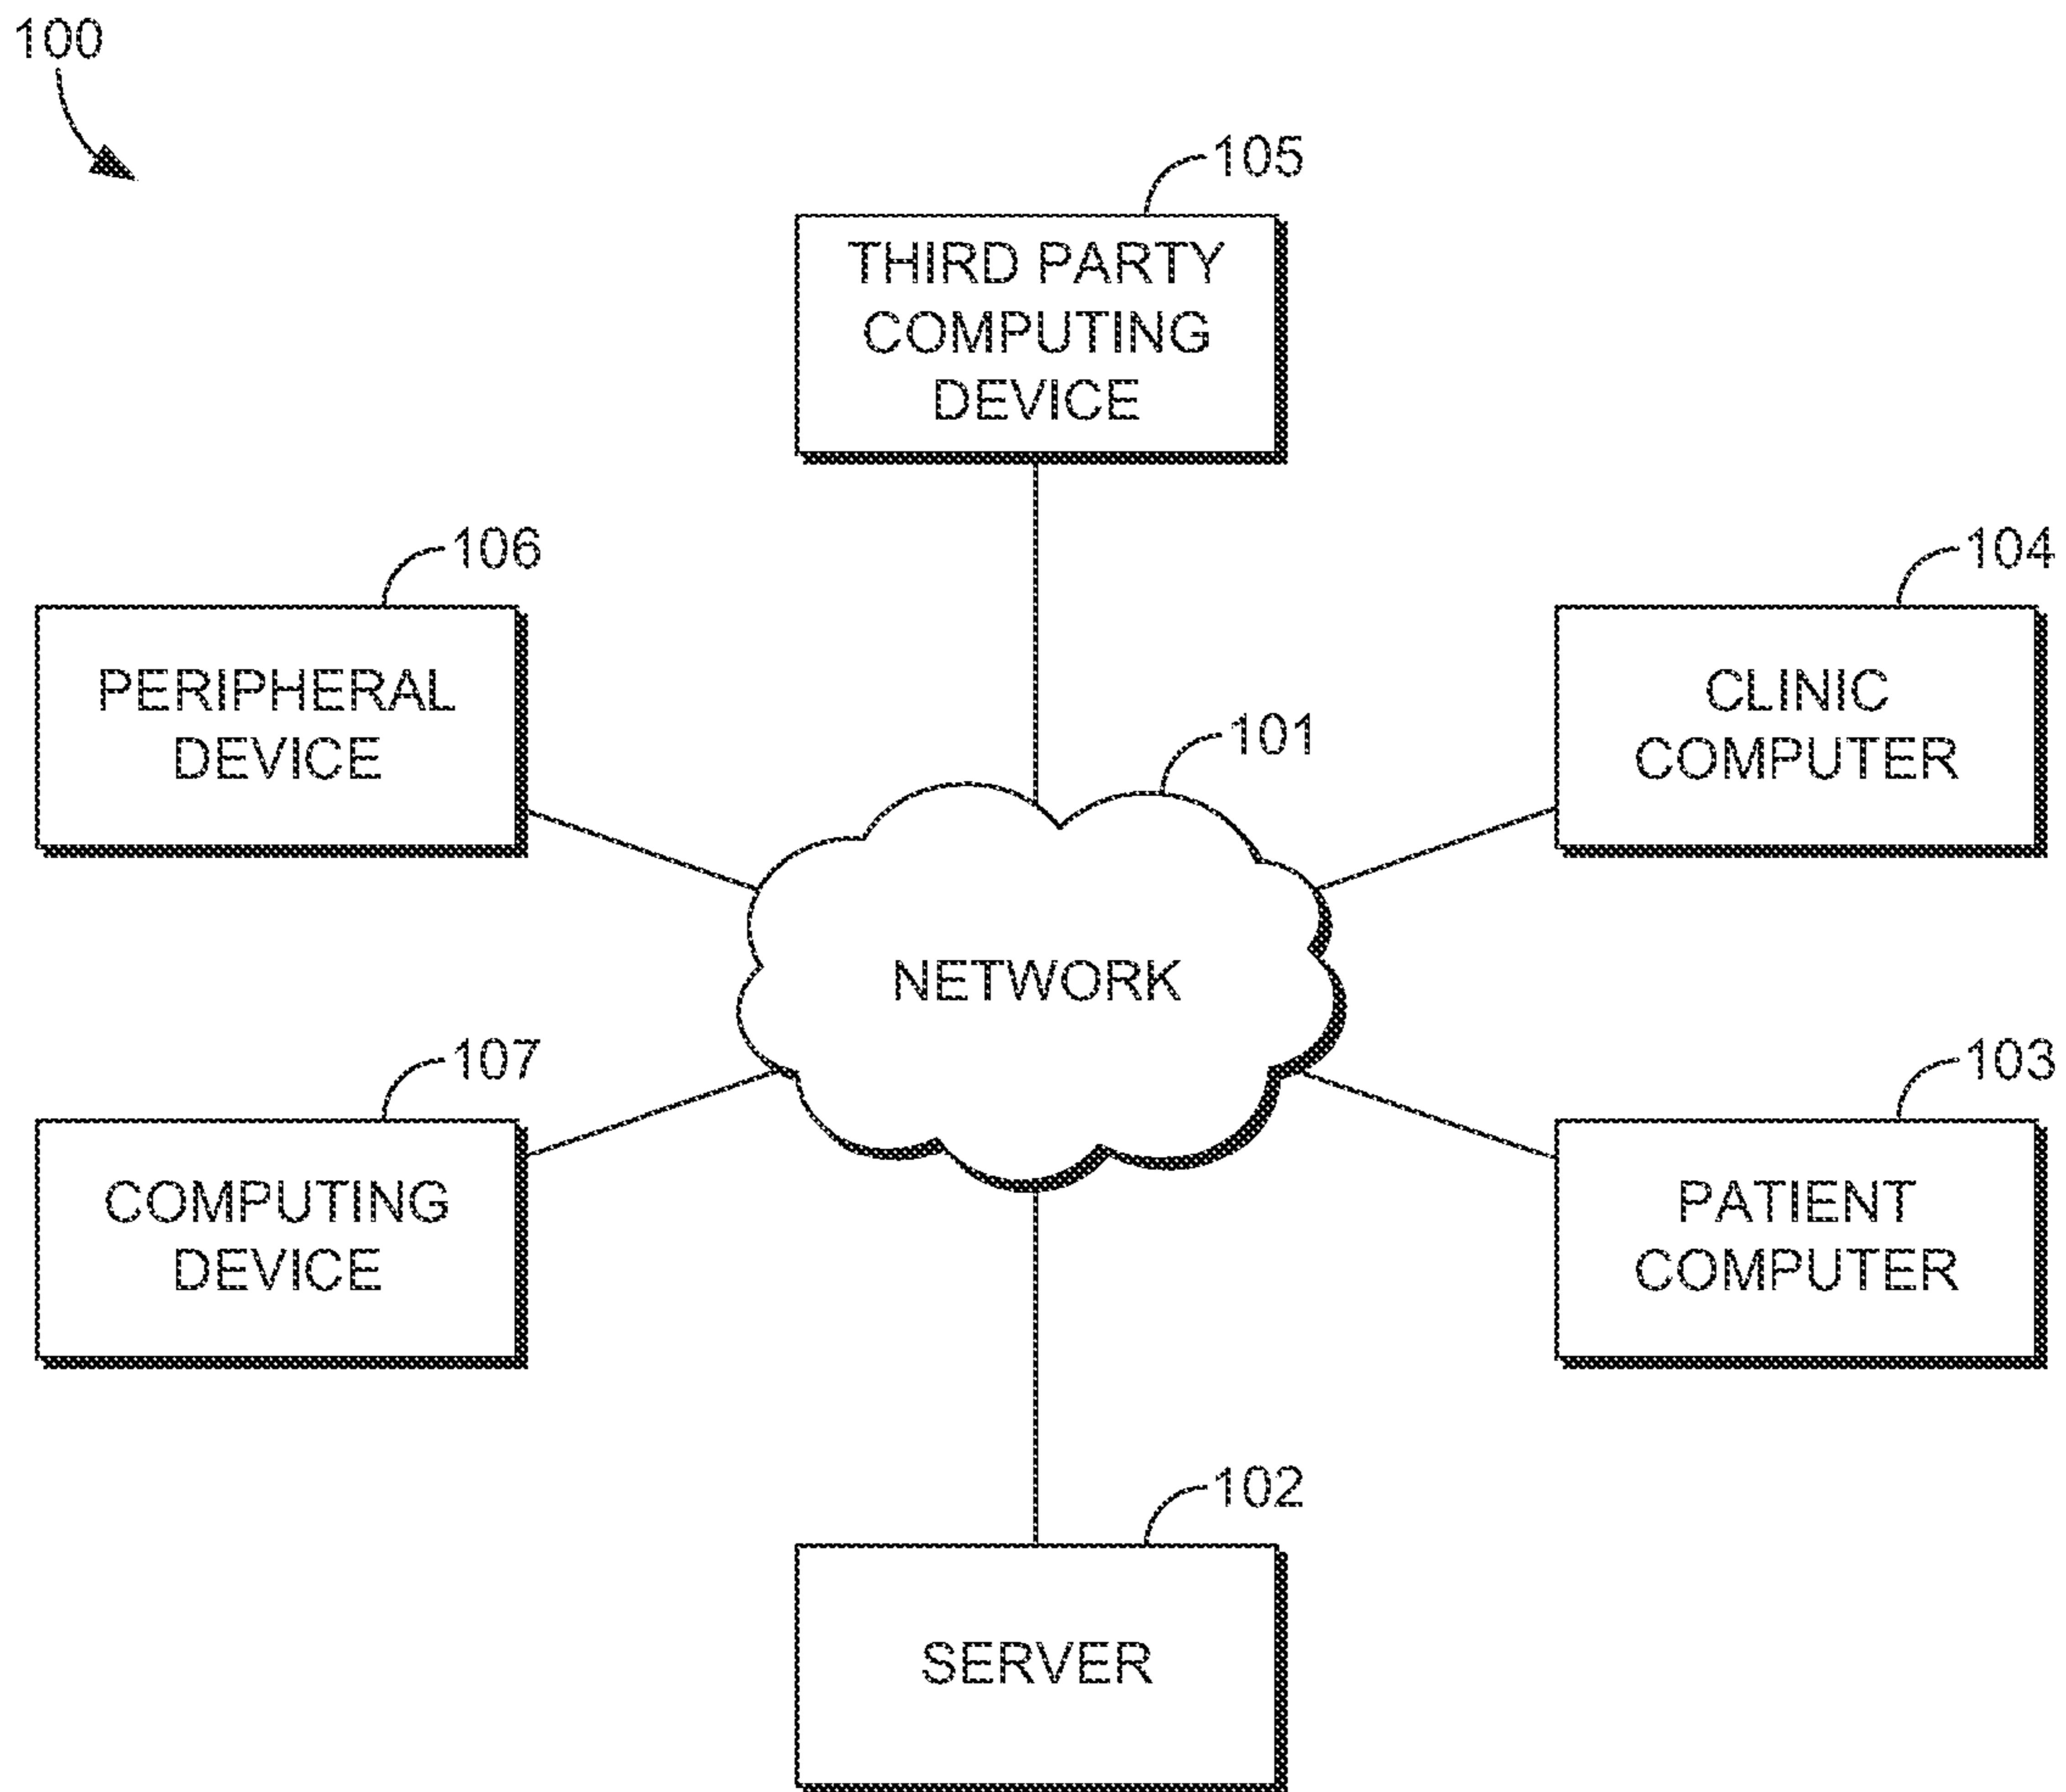 100
105
THIRD PARTY
COMPUTING
DEVICE
106
PERIPHERAL
DEVICE
104
CLINIC
COMPUTER
101
NETWORK
107
COMPUTING
DEVICE
103
PATIENT
COMPUTER
102
SERVER